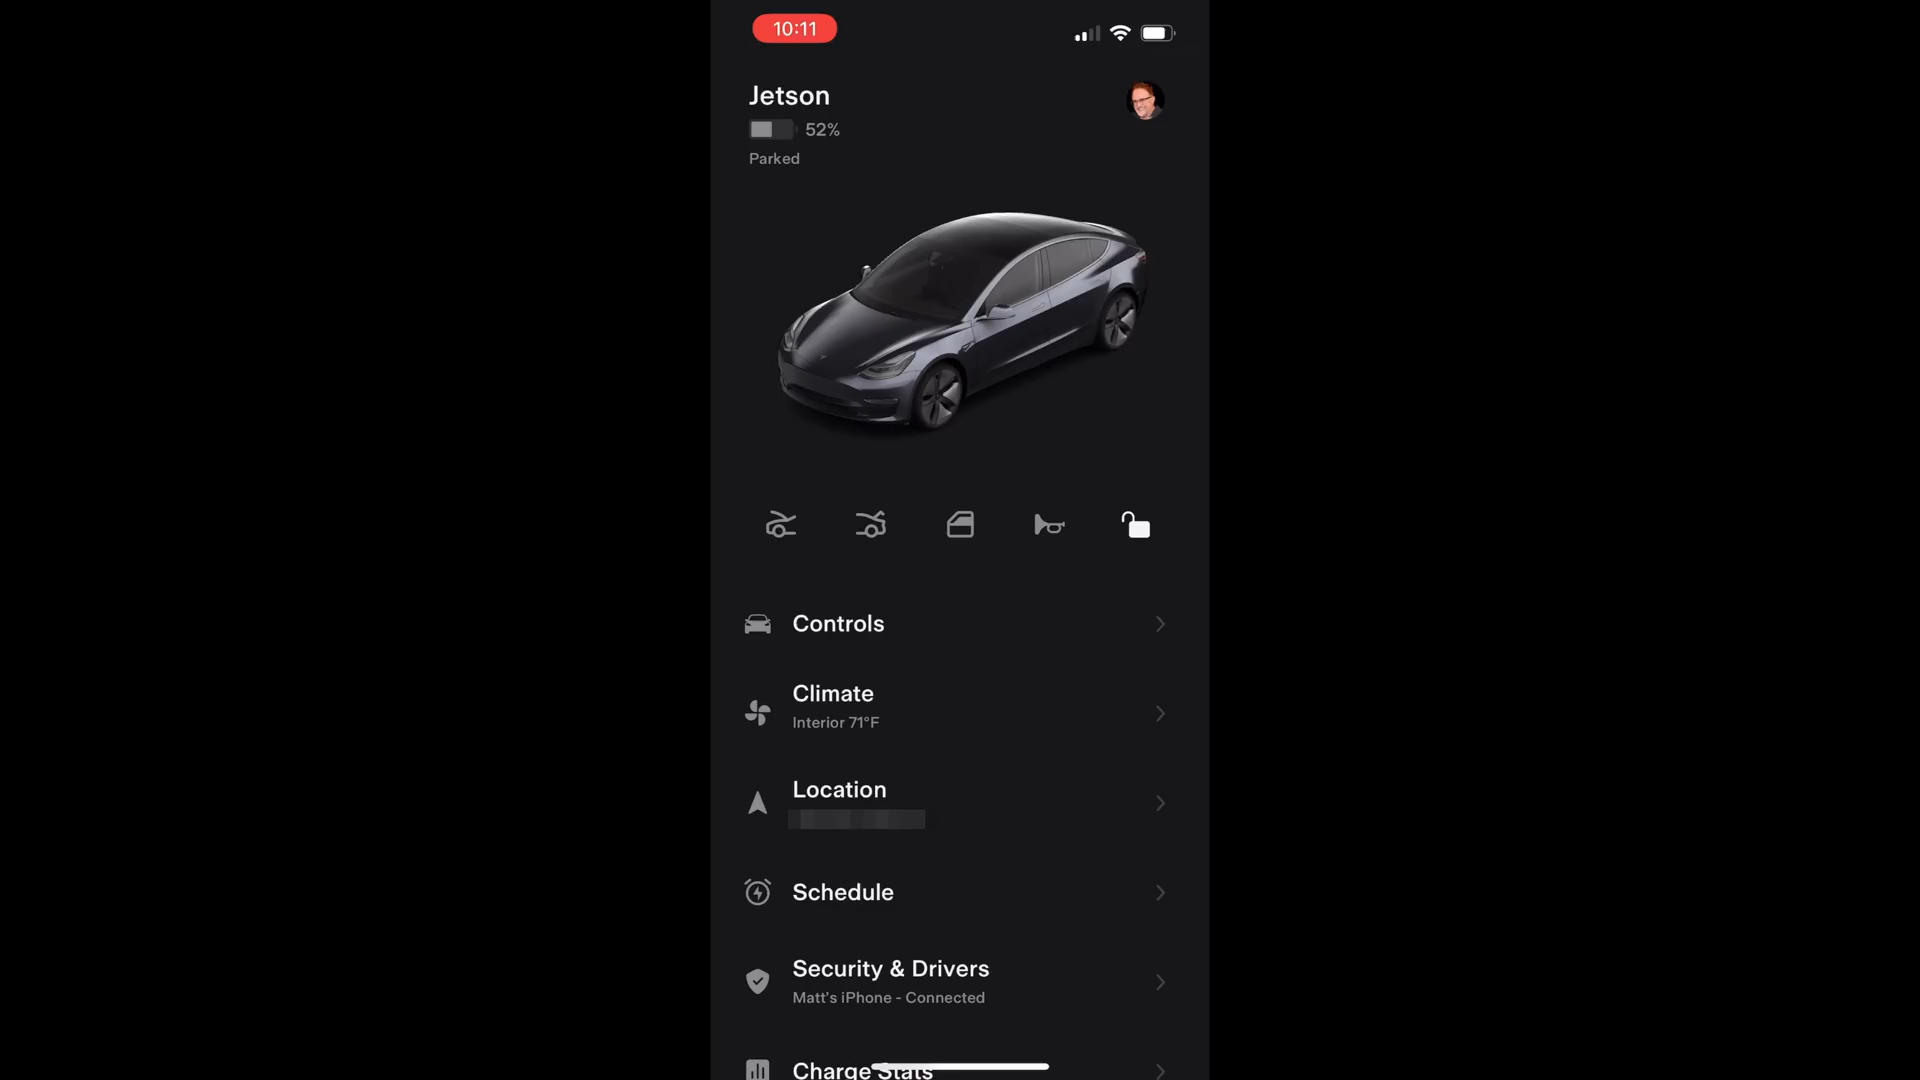 10:11
Jetson
52%
Parked
Controls
Climate
Interior 71°F
Location
Schedule
Security & Drivers
Matt's iPhone - Connected
Charge Stats